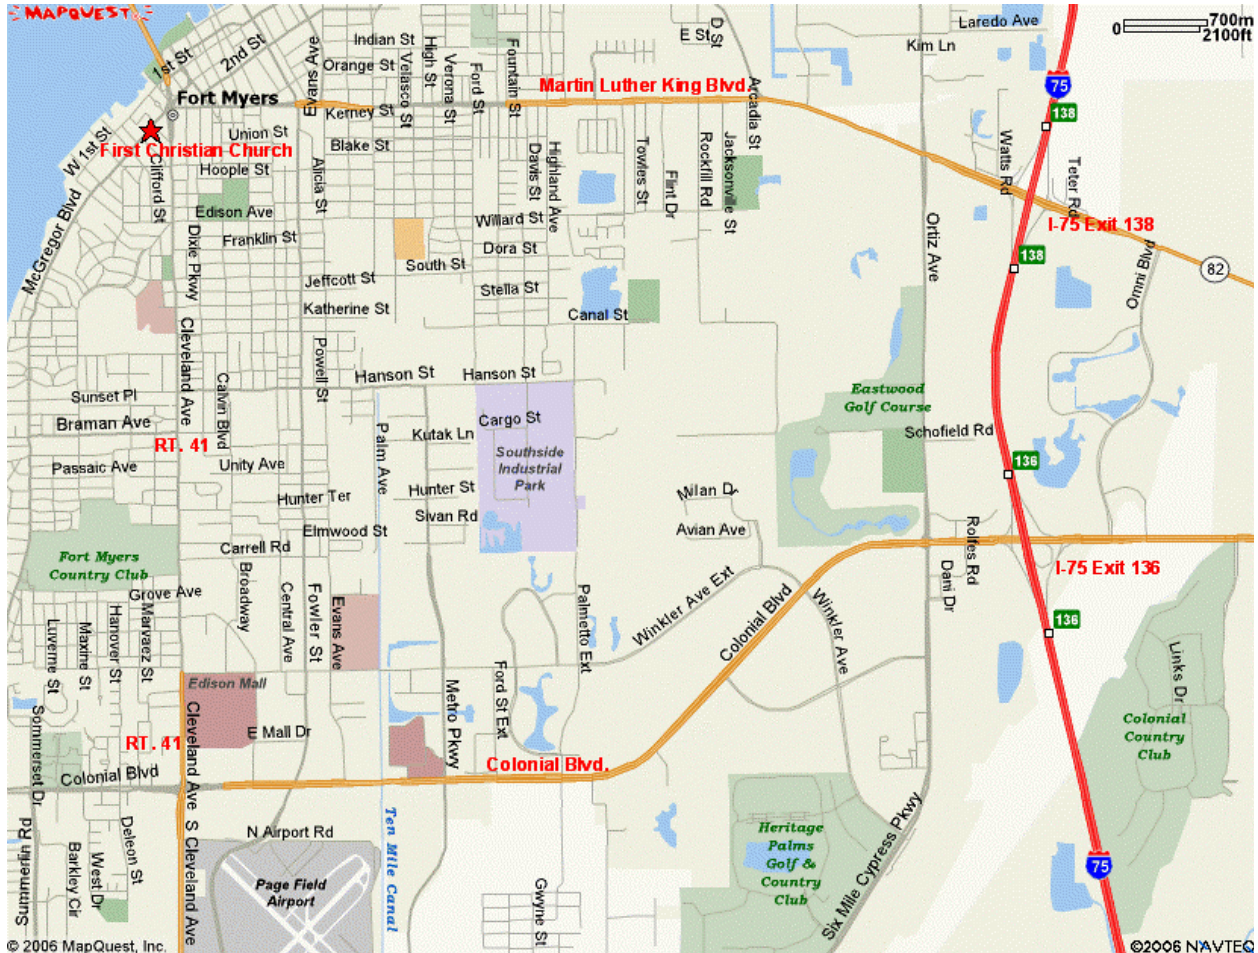 MAPQUEST
700m
0
2100ft
Laredo Ave
Kim Ln
E St
D St
Indian St
Orange St
1st St
2nd St
Evans Ave
Velasco St
High St
Verona St
Ford St
Fountain St
Martin Luther King Blvd.
Arcadia St
75
138
Fort Myers
Kerney St
Union St
Blake St
W 1st St
First Christian Church
Clifford St
Hoople St
Alicia St
Davis St
Highland Ave
Towles St
Flint Dr
Rockfill Rd
Jacksonville St
Watts Rd
Teter Rd
McGregor Blvd
Edison Ave
Dixie Pkwy
Franklin St
Willard St
Dora St
South St
Jeffcott St
Stella St
Katherine St
Canal St
Ortiz Ave
I-75 Exit 138
138
82
Omni Blvd
Cleveland Ave
Powell St
Hanson St
Hanson St
Sunset Pl
Calvin Blvd
Braman Ave
RT. 41
Palm Ave
Cargo St
Kutak Ln
Southside
Industrial
Park
Eastwood
Golf Course
Schofield Rd
136
Passaic Ave
Unity Ave
Hunter Ter
Hunter St
Sivan Rd
Elmwood St
Carrell Rd
Milan Dr
Avian Ave
Rolfes Rd
Fort Myers
Country Club
Grove Ave
Broadway
Central Ave
Fowler St
Evans Ave
Dani Dr
I-75 Exit 136
136
Luverne St
Maxine St
Hanover St
Marvaez St
Palmetto Ext
Winkler Ave Ext
Colonial Blvd
Winkler Ave
Edison Mall
Metro Pkwy
Ford St Ext
Links Dr
Colonial
Country
Club
RT. 41
Cleveland Ave
E Mall Dr
Sommerset Dr
Colonial Blvd
Colonial Blvd.
Ten Mile Canal
N Airport Rd
S Cleveland Ave
Deleon St
West Dr
Barkley Cir
Summerlin Rd
Page Field
Airport
Gwyne St
Heritage
Palms
Golf &
Country
Club
Six Mile Cypress Pkwy
75
© 2006 MapQuest, Inc.
©2006 NAVTEQ